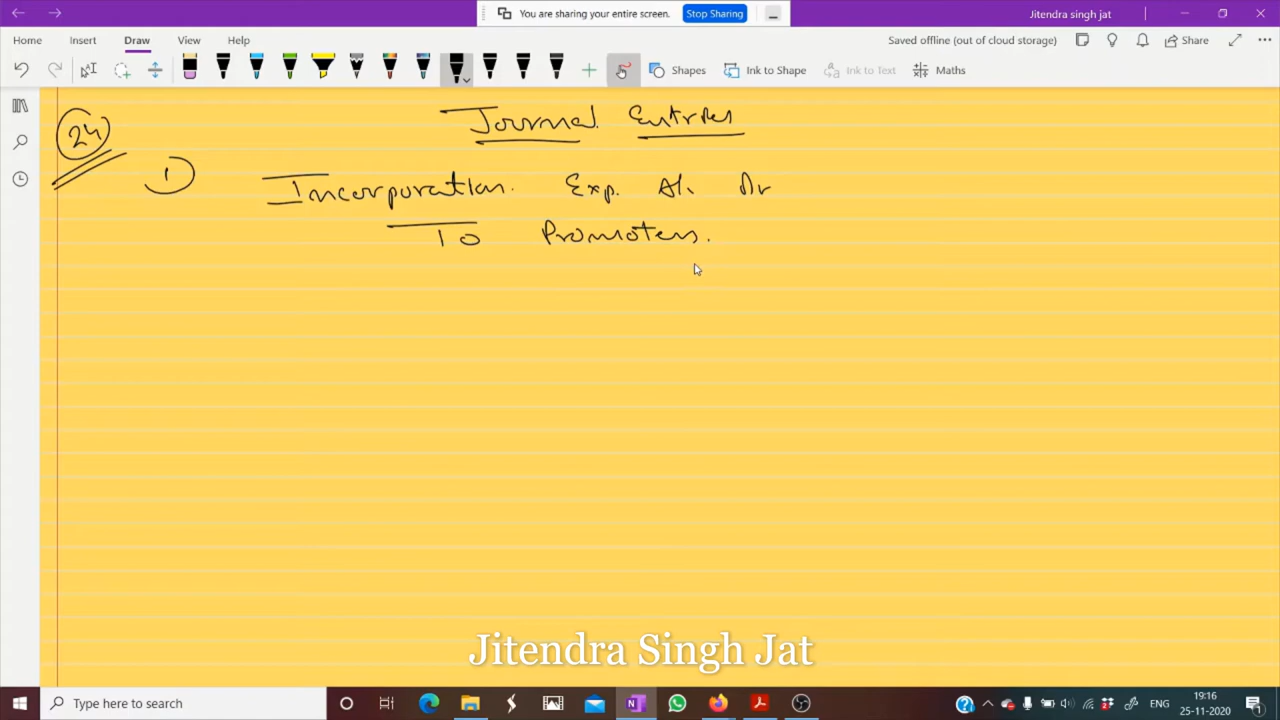 You are sharing your entire screen. Stop Sharing
Jitendra singh jat
Home Insert Draw View Help
Saved offline (out of cloud storage) Share
Shapes Ink to Shape Ink to Text Maths
24
Journal Entries
1) Incorporation. Exp. A/c Dr
To Promoters.
Jitendra Singh Jat
Type here to search
ENG
19:16
25-11-2020